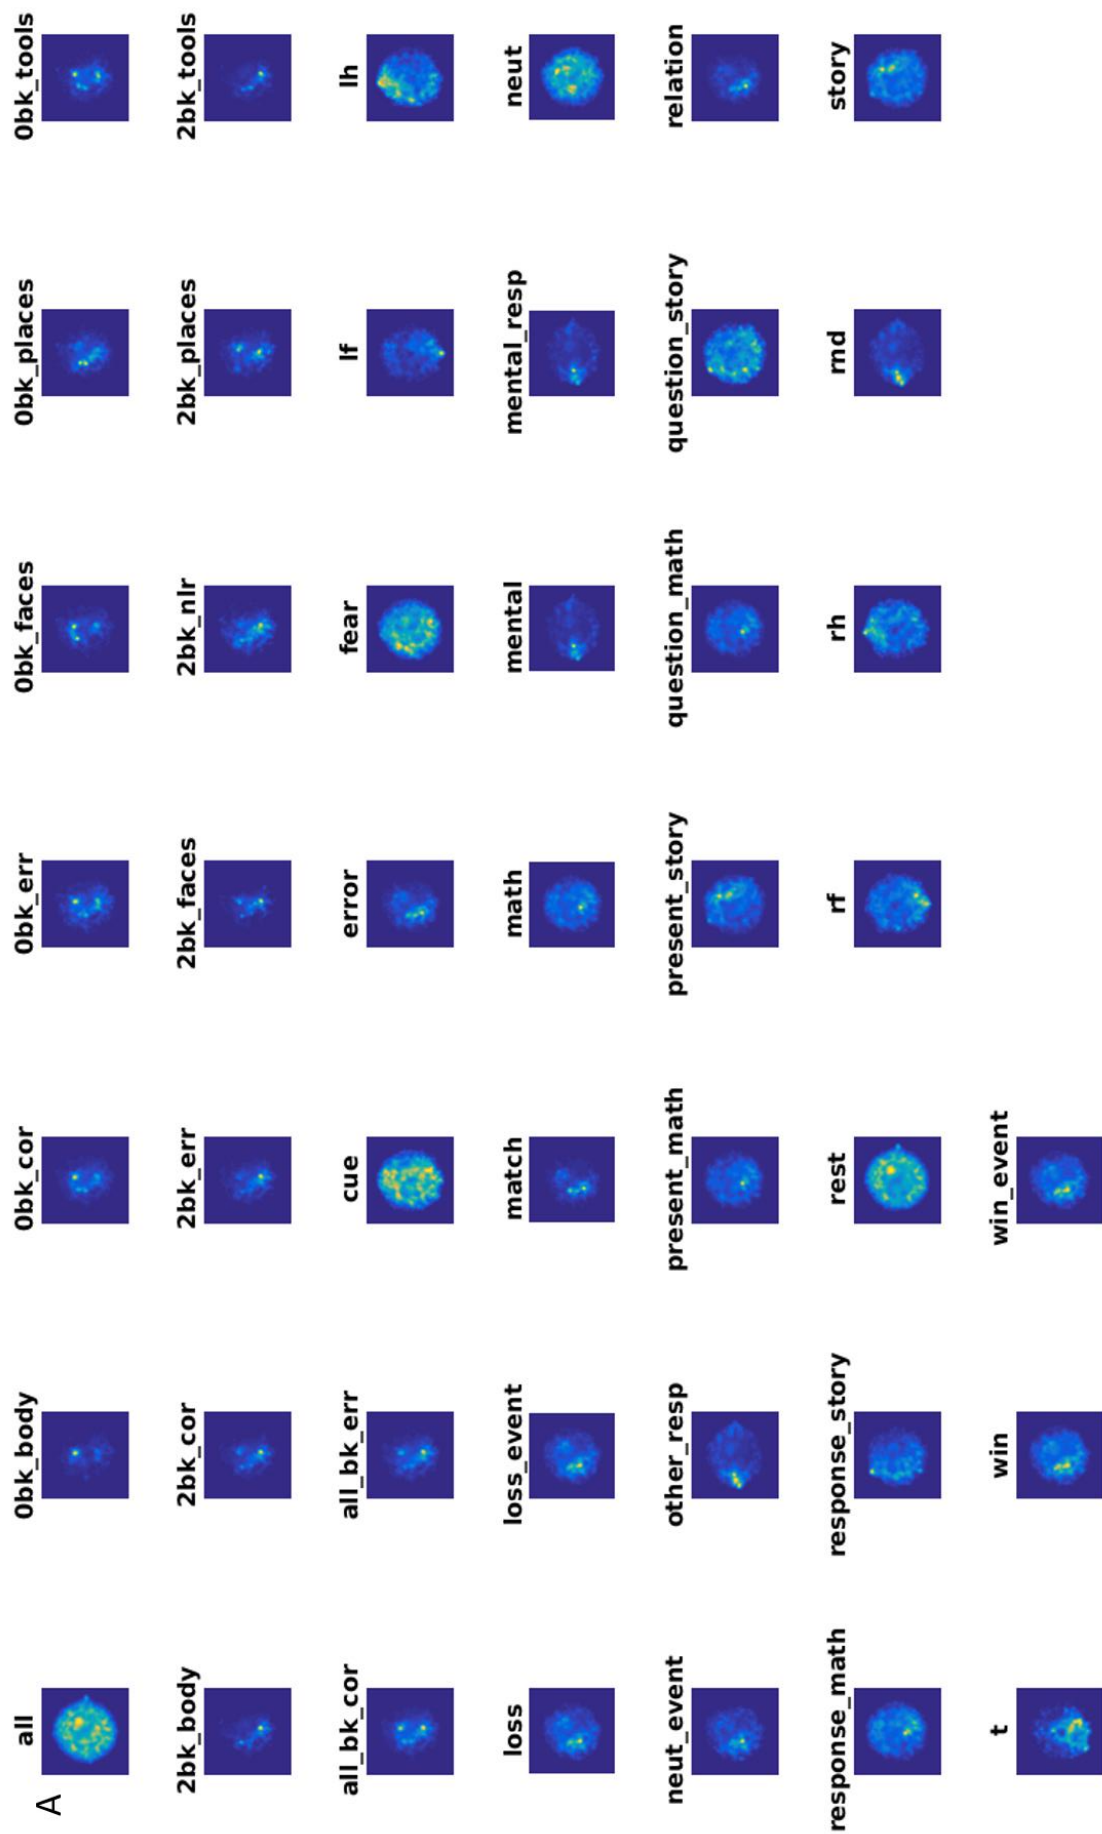 A
all 0bk_body 0bk_cor 0bk_err 0bk_faces 0bk_places 0bk_tools
2bk_body 2bk_cor 2bk_err 2bk_faces 2bk_nlr 2bk_places 2bk_tools
all_bk_cor all_bk_err cue error fear lf lh
loss loss_event match math mental mental_resp neut
neut_event other_resp present_math present_story question_math question_story relation
response_math response_story rest rf rh rnd story
t win win_event